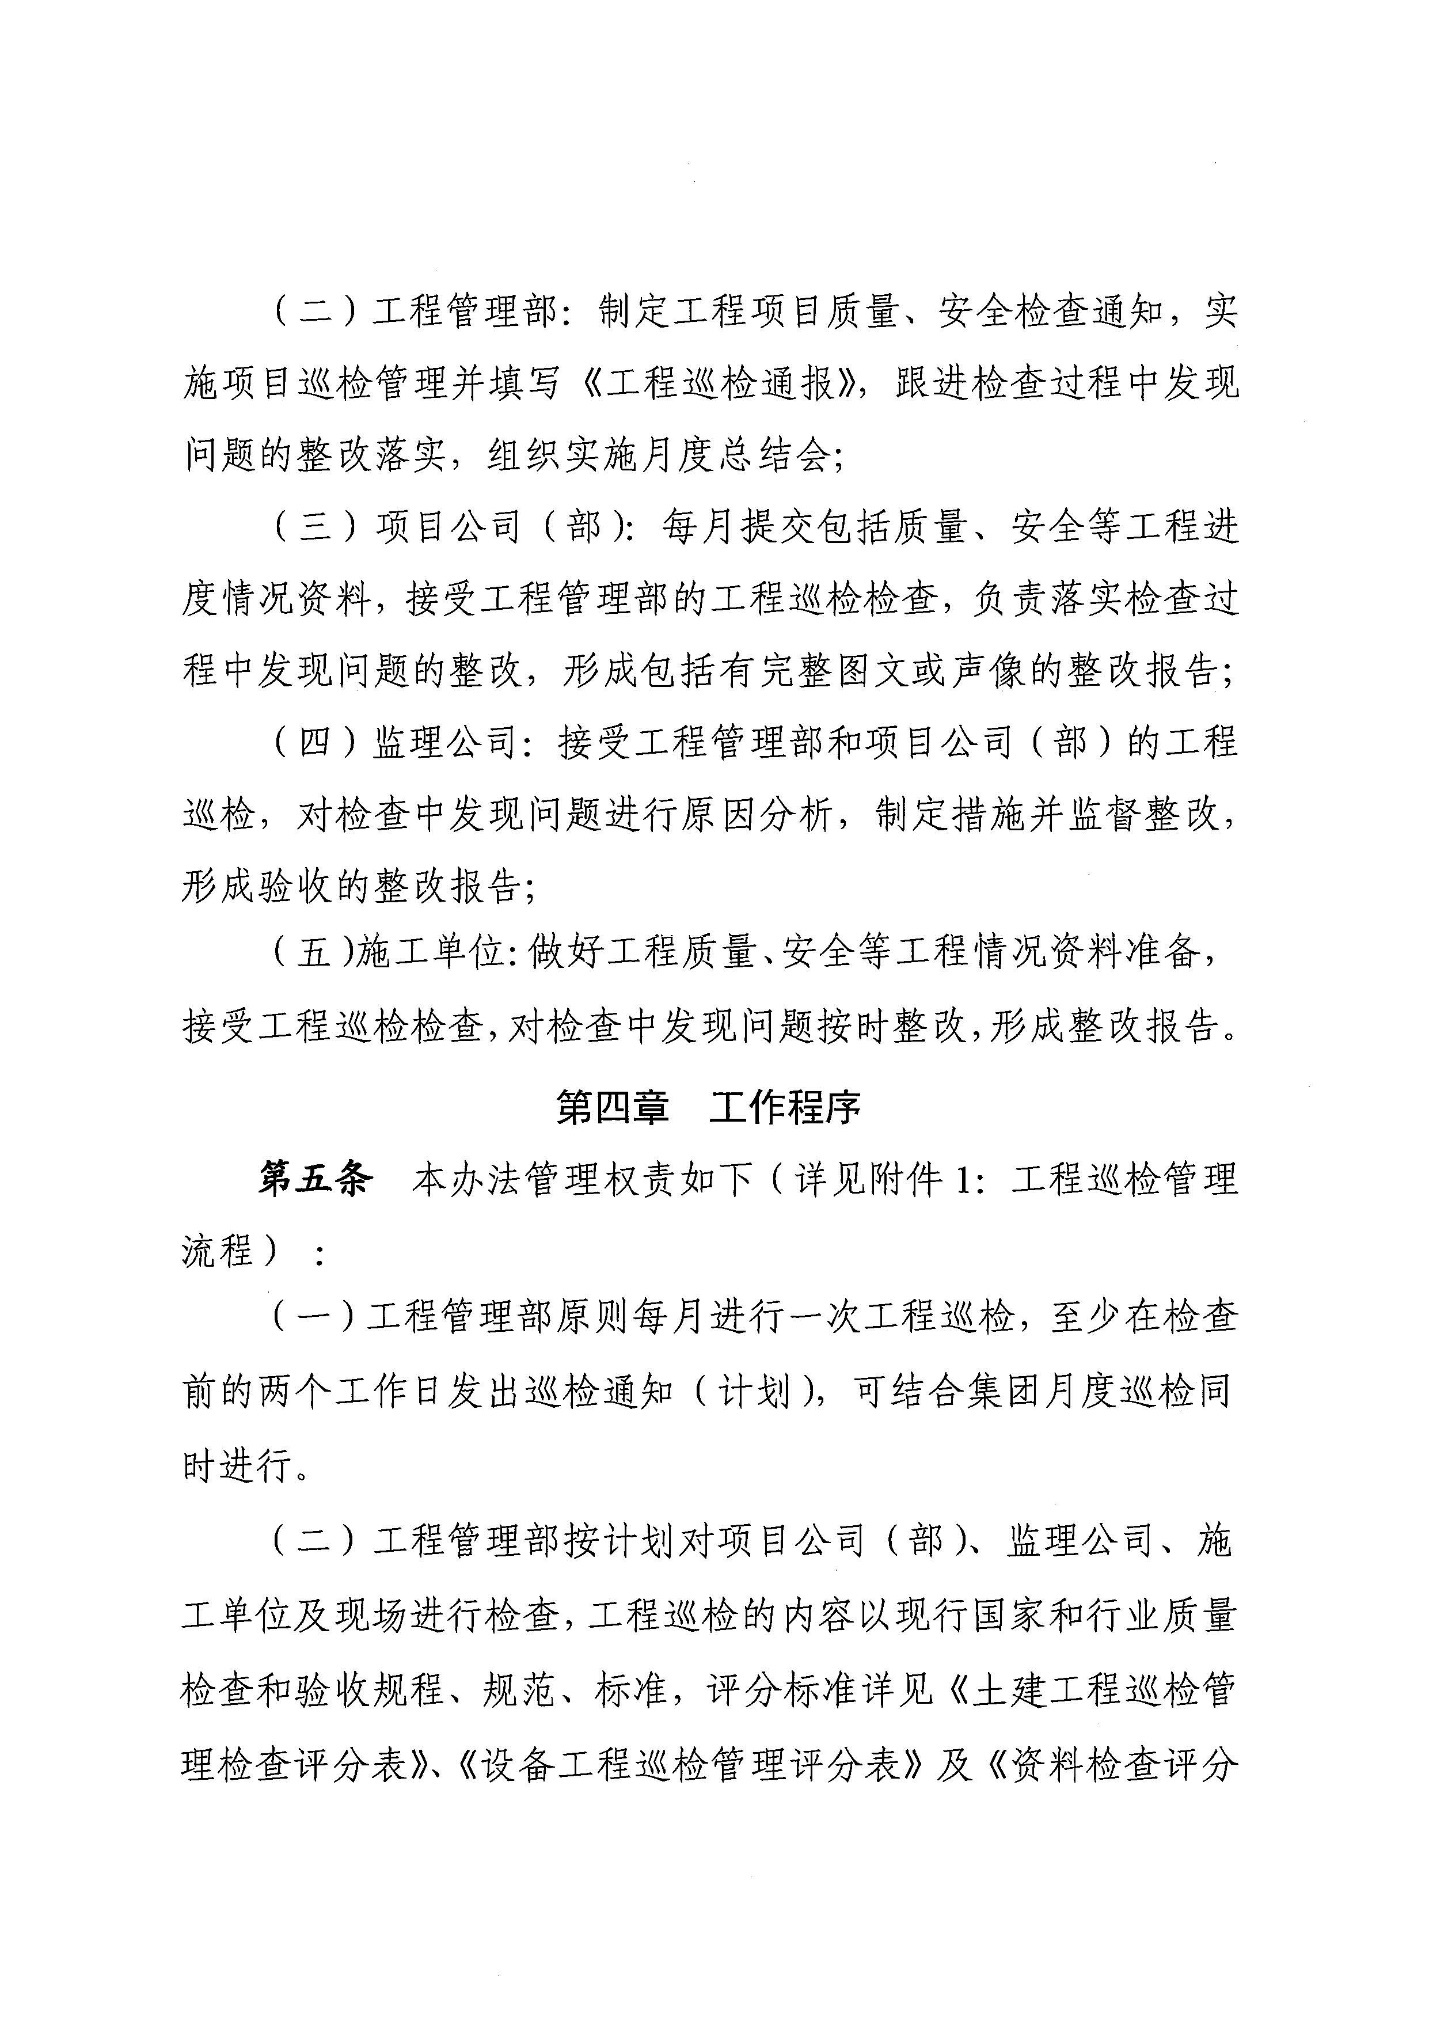 （二）工程管理部：制定工程项目质量、安全检查通知，实
施项目巡检管理并填写《工程巡检通报》，跟进检查过程中发现
问题的整改落实，组织实施月度总结会；
（三）项目公司（部）：每月提交包括质量、安全等工程进
度情况资料，接受工程管理部的工程巡检检查，负责落实检查过
程中发现问题的整改，形成包括有完整图文或声像的整改报告；
（四）监理公司：接受工程管理部和项目公司（部）的工程
巡检，对检查中发现问题进行原因分析，制定措施并监督整改，
形成验收的整改报告；
（五）施工单位：做好工程质量、安全等工程情况资料准备，
接受工程巡检检查，对检查中发现问题按时整改，形成整改报告。
第四章　工作程序
第五条　本办法管理权责如下（详见附件1：工程巡检管理
流程）：
（一）工程管理部原则每月进行一次工程巡检，至少在检查
前的两个工作日发出巡检通知（计划），可结合集团月度巡检同
时进行。
（二）工程管理部按计划对项目公司（部）、监理公司、施
工单位及现场进行检查，工程巡检的内容以现行国家和行业质量
检查和验收规程、规范、标准，评分标准详见《土建工程巡检管
理检查评分表》、《设备工程巡检管理评分表》及《资料检查评分